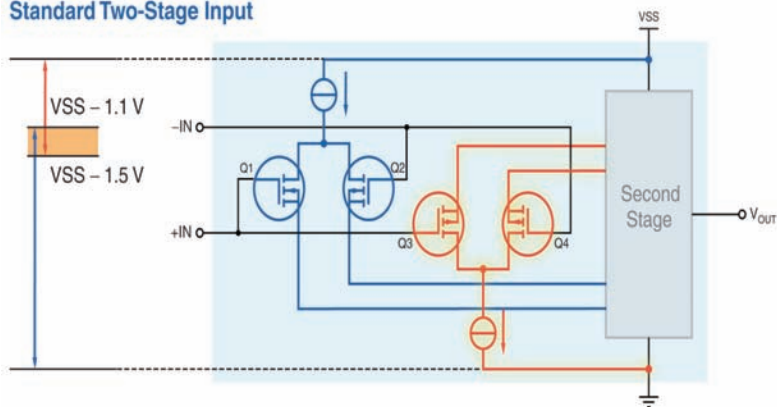 Standard Two-Stage Input
VSS
VSS – 1.1 V
–IN
VSS – 1.5 V
Q1
Q2
Second
Stage
VOUT
+IN
Q3
Q4